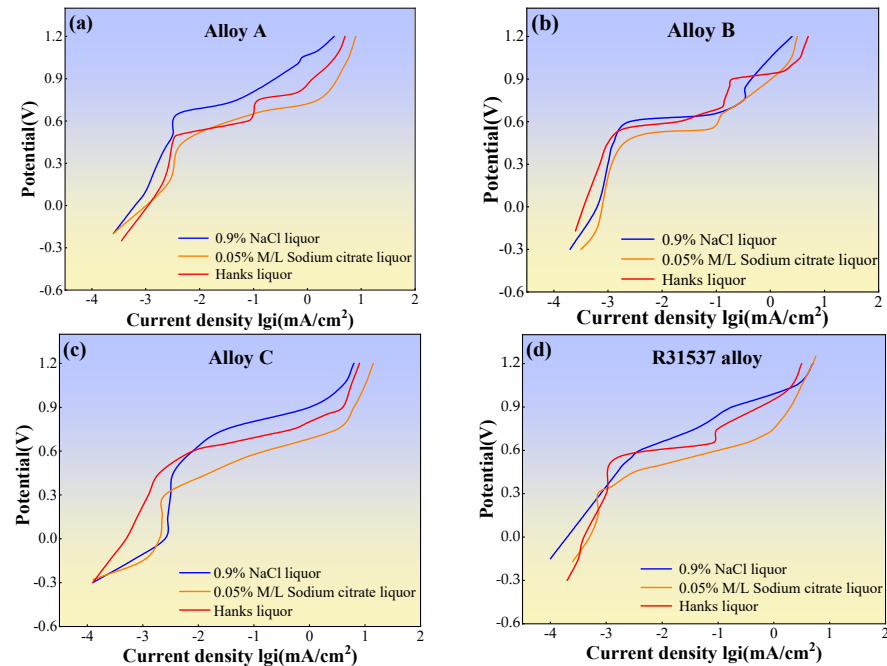 (a)
Alloy A
Potential(V)
1.2
0.9
0.6
0.3
0.0
-0.3
-0.6
0.9% NaCl liquor
0.05% M/L Sodium citrate liquor
Hanks liquor
-4 -3 -2 -1 0 1 2
Current density lgi(mA/cm²)
(b)
Alloy B
Potential(V)
1.2
0.9
0.6
0.3
0.0
-0.3
-0.6
0.9% NaCl liquor
0.05% M/L Sodium citrate liquor
Hanks liquor
-4 -3 -2 -1 0 1 2
Current density lgi(mA/cm²)
(c)
Alloy C
Potential(V)
1.2
0.9
0.6
0.3
0.0
-0.3
-0.6
0.9% NaCl liquor
0.05% M/L Sodium citrate liquor
Hanks liquor
-4 -3 -2 -1 0 1 2
Current density lgi(mA/cm²)
(d)
R31537 alloy
Potential(V)
1.2
0.9
0.6
0.3
0.0
-0.3
-0.6
0.9% NaCl liquor
0.05% M/L Sodium citrate liquor
Hanks liquor
-4 -3 -2 -1 0 1 2
Current density lgi(mA/cm²)